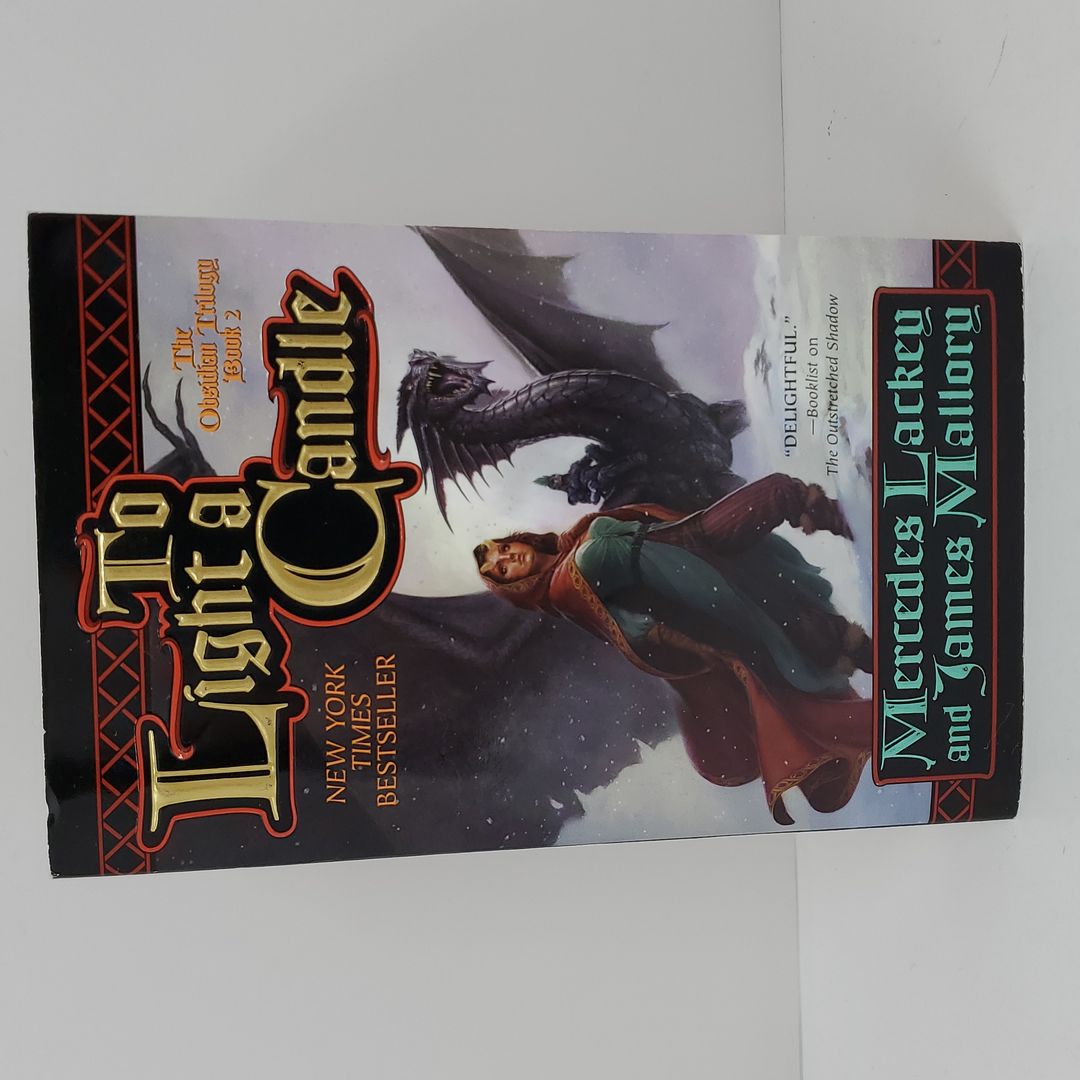 The
Obsidian Trilogy
Book 2
To
Light a
Candle
NEW YORK
TIMES
BESTSELLER
"DELIGHTFUL."
—Booklist on
The Outstretched Shadow
Mercedes Lackey
and James Mallory